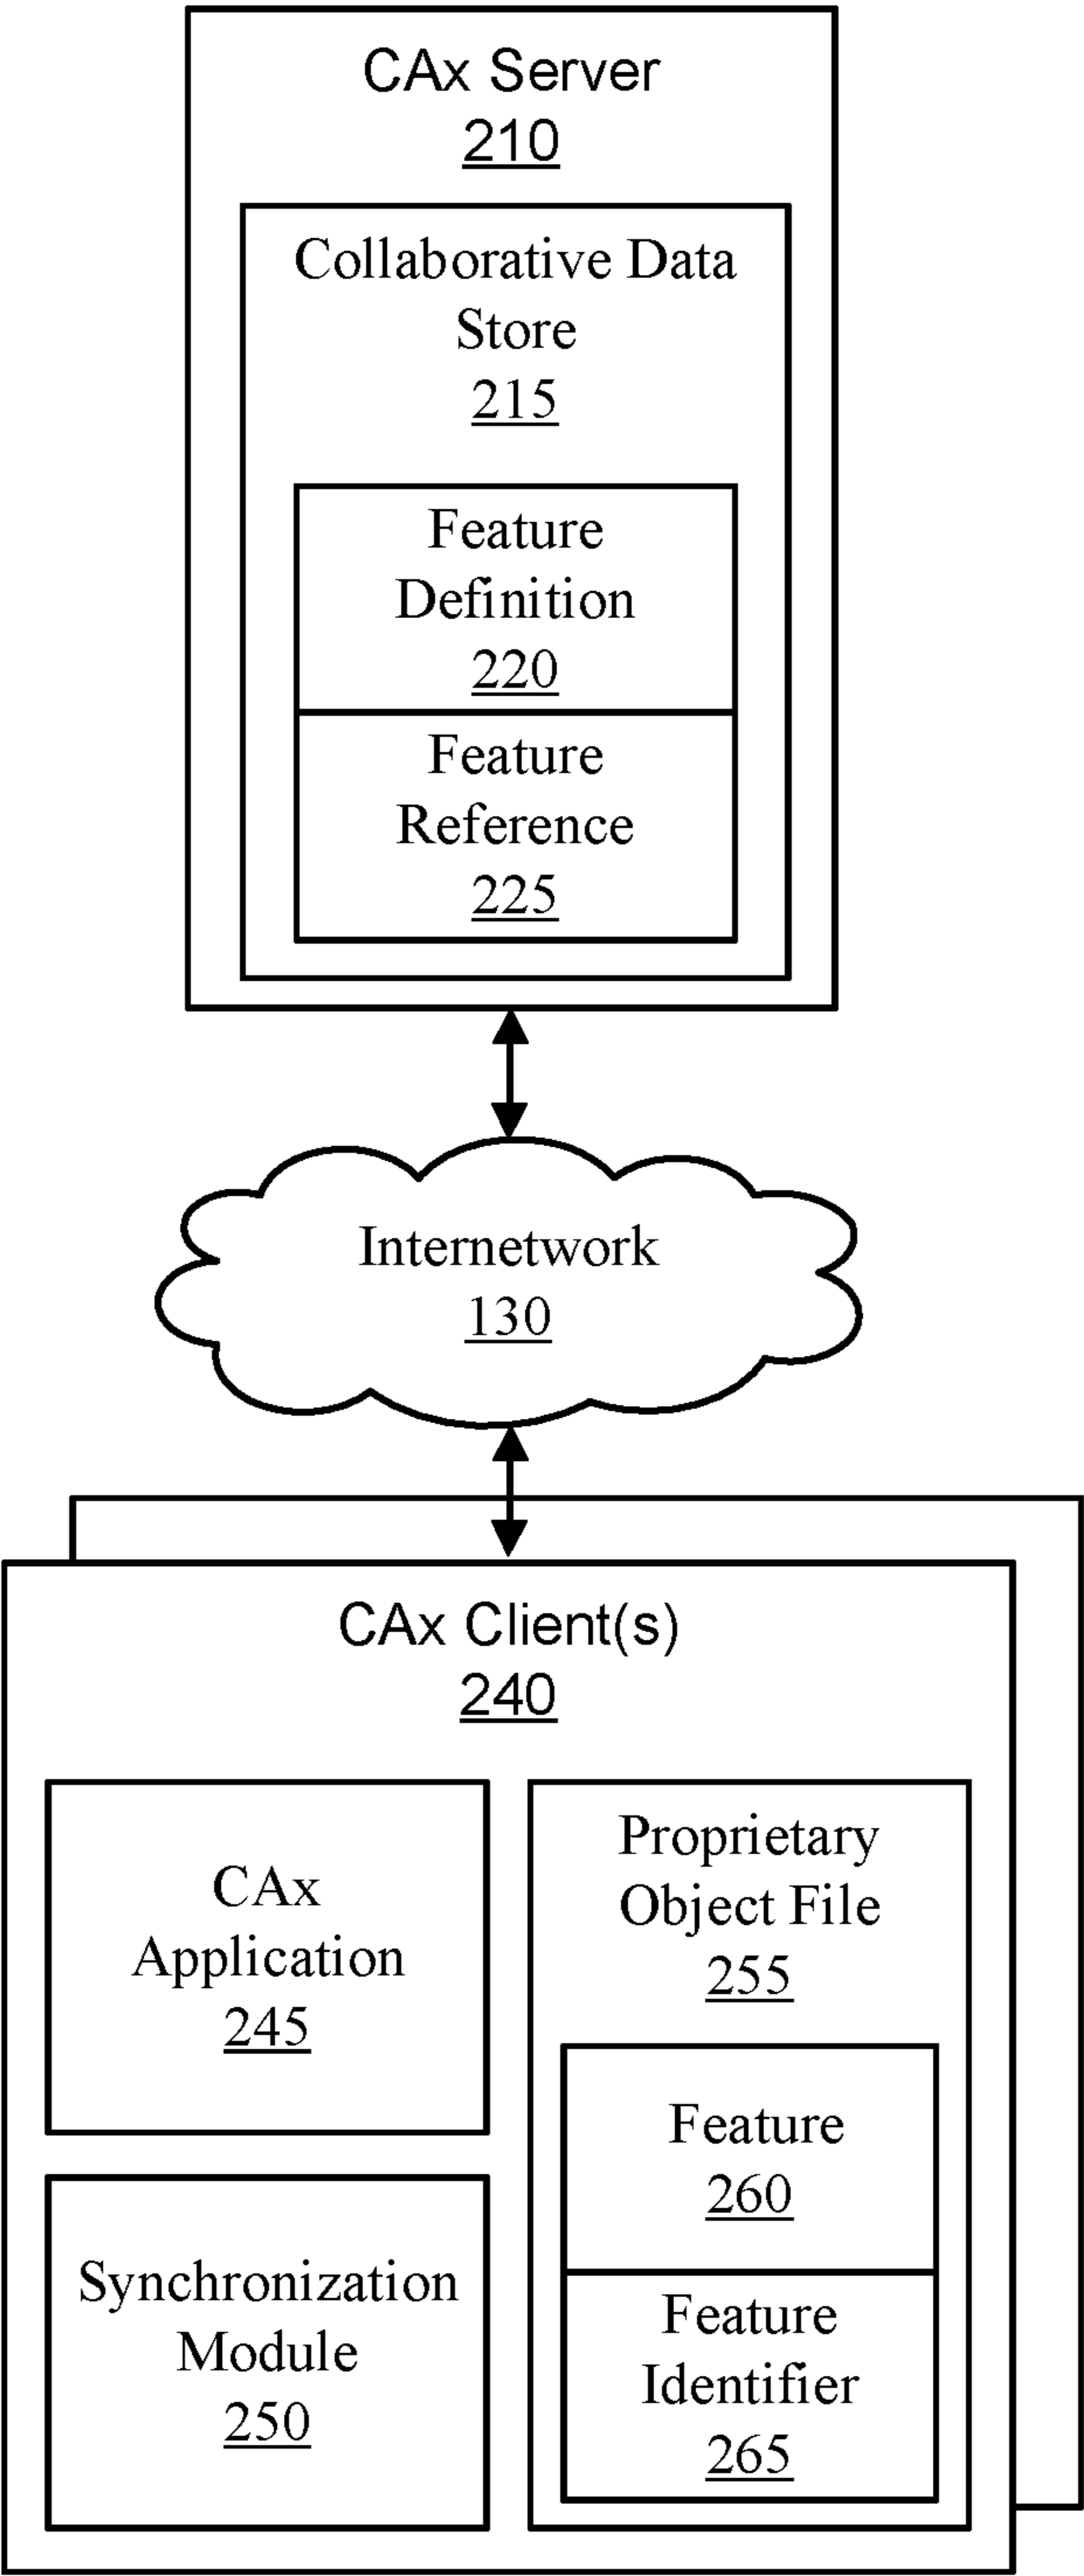 CAx Server
210
Collaborative Data
Store
215
Feature
Definition
220
Feature
Reference
225
Internetwork
130
CAx Client(s)
240
CAx
Application
245
Synchronization
Module
250
Proprietary
Object File
255
Feature
260
Feature
Identifier
265